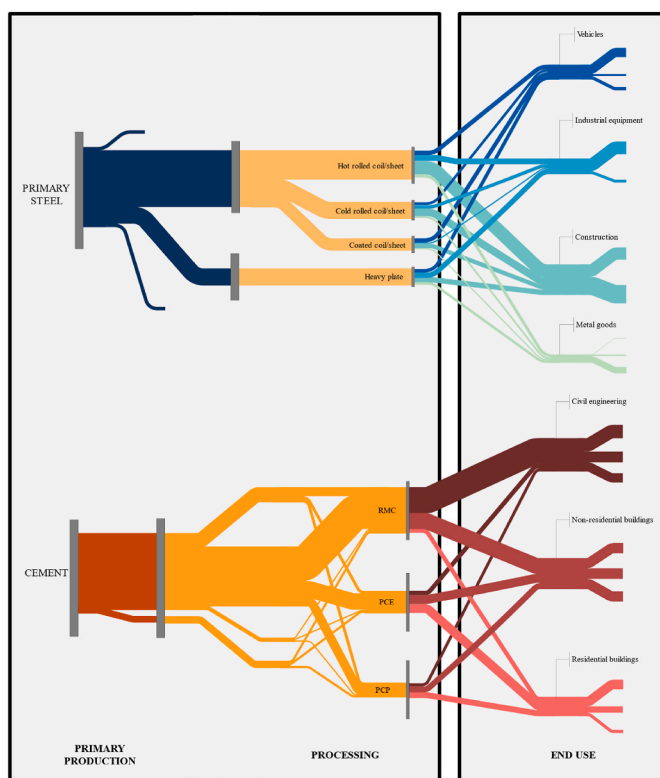 Vehicles
Industrial equipment
PRIMARY
STEEL
Hot rolled coil/sheet
Cold rolled coil/sheet
Construction
Coated coil/sheet
Heavy plate
Metal goods
Civil engineering
RMC
Non-residential buildings
CEMENT
PCE
Residential buildings
PCP
PRIMARY
PRODUCTION
PROCESSING
END USE